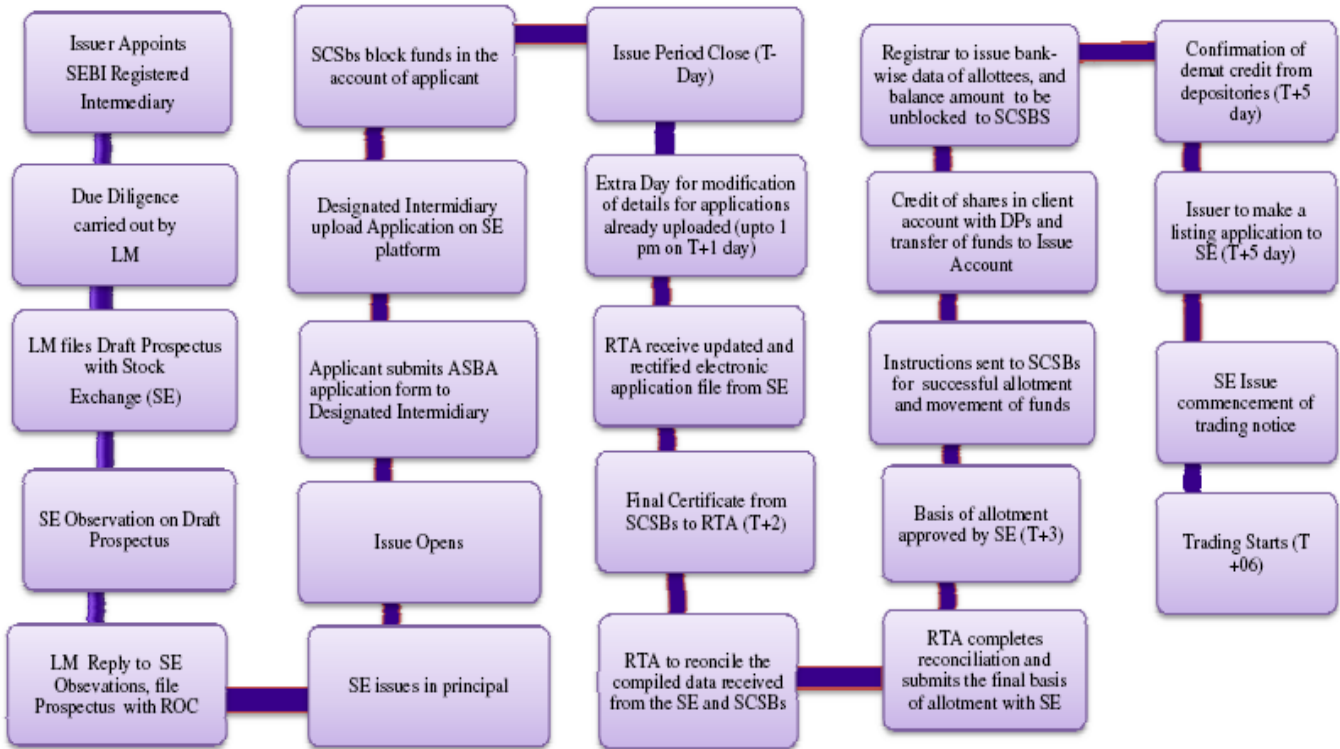 Issuer Appoints
SEBI Registered
Intermediary
Due Diligence
carried out by
LM
LM files Draft Prospectus
with Stock
Exchange (SE)
SE Observation on Draft
Prospectus
LM Reply to SE
Obsevations, file
Prospectus with ROC
SE issues in principal
Issue Opens
Applicant submits ASBA
application form to
Designated Intermidiary
Designated Intermidiary
upload Application on SE
platform
SCSbs block funds in the
account of applicant
Issue Period Close (T-
Day)
Extra Day for modification
of details for applications
already uploaded (upto 1
pm on T+1 day)
RTA receive updated and
rectified electronic
application file from SE
Final Certificate from
SCSBs to RTA (T+2)
RTA to reconcile the
compiled data received
from the SE and SCSBs
RTA completes
reconciliation and
submits the final basis
of allotment with SE
Basis of allotment
approved by SE (T+3)
Instructions sent to SCSBs
for successful allotment
and movement of funds
Credit of shares in client
account with DPs and
transfer of funds to Issue
Account
Registrar to issue bank-
wise data of allottees, and
balance amount to be
unblocked to SCSBS
Confirmation of
demat credit from
depositories (T+5
day)
Issuer to make a
listing application to
SE (T+5 day)
SE Issue
commencement of
trading notice
Trading Starts (T
+06)